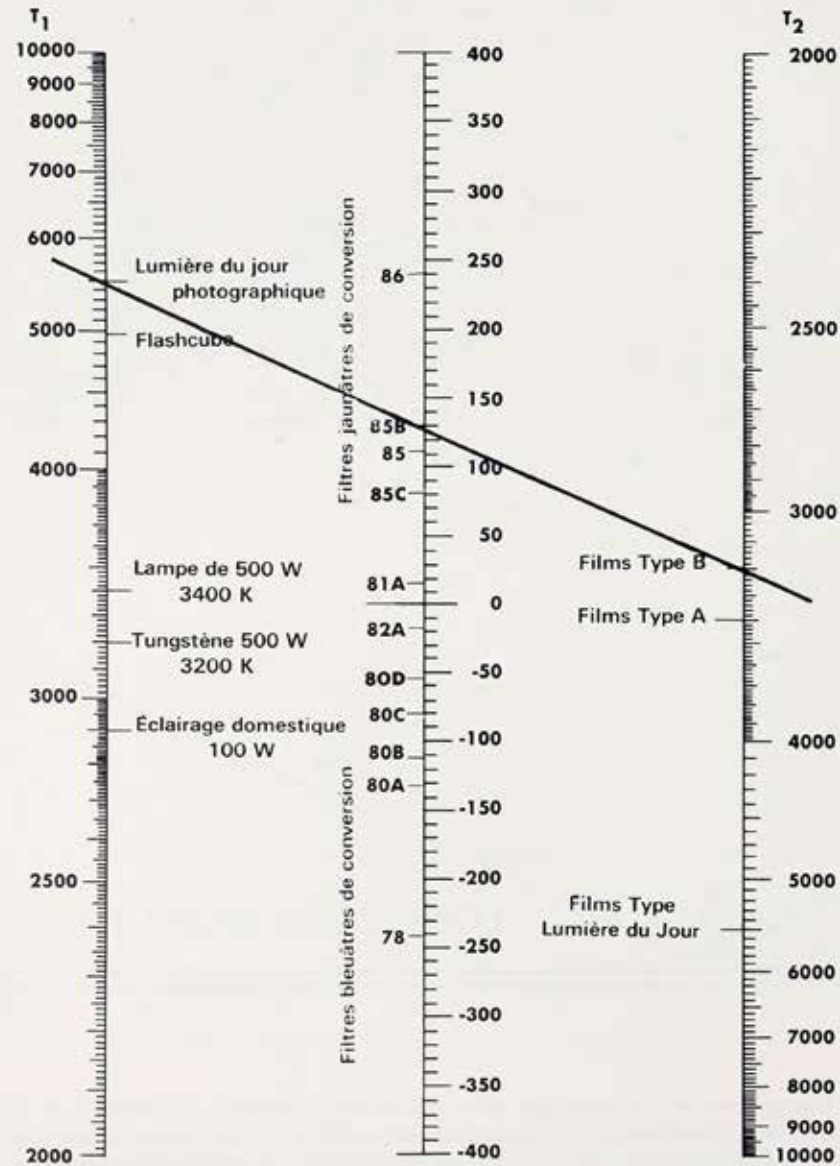 T1
10000
9000
8000
7000
6000
5000
4000
3000
2500
2000
Lumière du jour
photographique
Flashcube
Lampe de 500 W
3400 K
Tungstène 500 W
3200 K
Éclairage domestique
100 W
Filtres jaunâtres de conversion
Filtres bleuâtres de conversion
86
85B
85
85C
81A
82A
80D
80C
80B
80A
78
400
350
300
250
200
150
100
50
0
-50
-100
-150
-200
-250
-300
-350
-400
Films Type B
Films Type A
Films Type
Lumière du Jour
T2
2000
2500
3000
4000
5000
6000
7000
8000
9000
10000